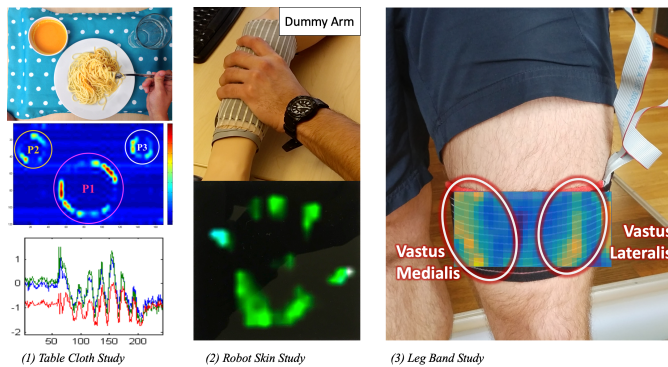 Dummy Arm
P2
P3
P1
1
0
-1
-2
0
50
100
150
200
Vastus
Medialis
Vastus
Lateralis
(1) Table Cloth Study
(2) Robot Skin Study
(3) Leg Band Study